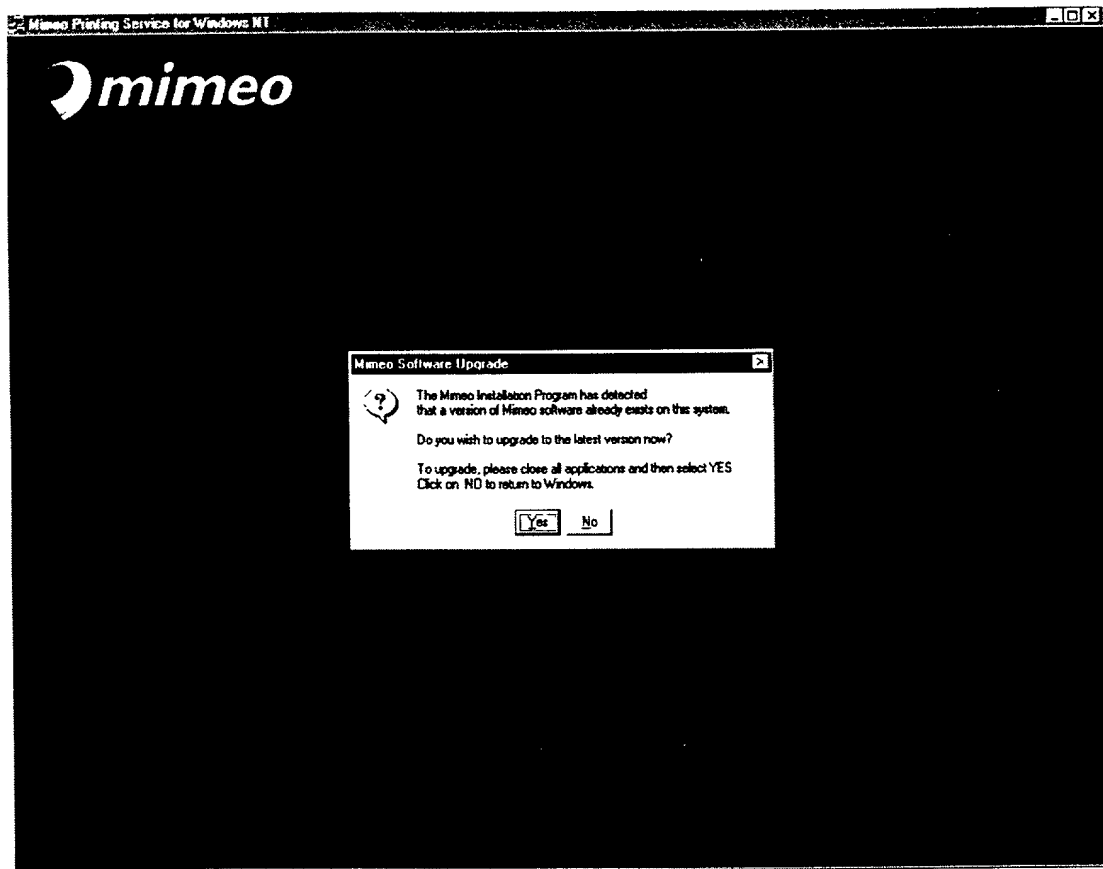 Mimeo Printing Service for Windows NT
mimeo
Mimeo Software Upgrade
The Mimeo Installation Program has detected
that a version of Mimeo software already exists on this system.
Do you wish to upgrade to the latest version now?
To upgrade, please close all applications and then select YES
Click on NO to return to Windows.
Yes No